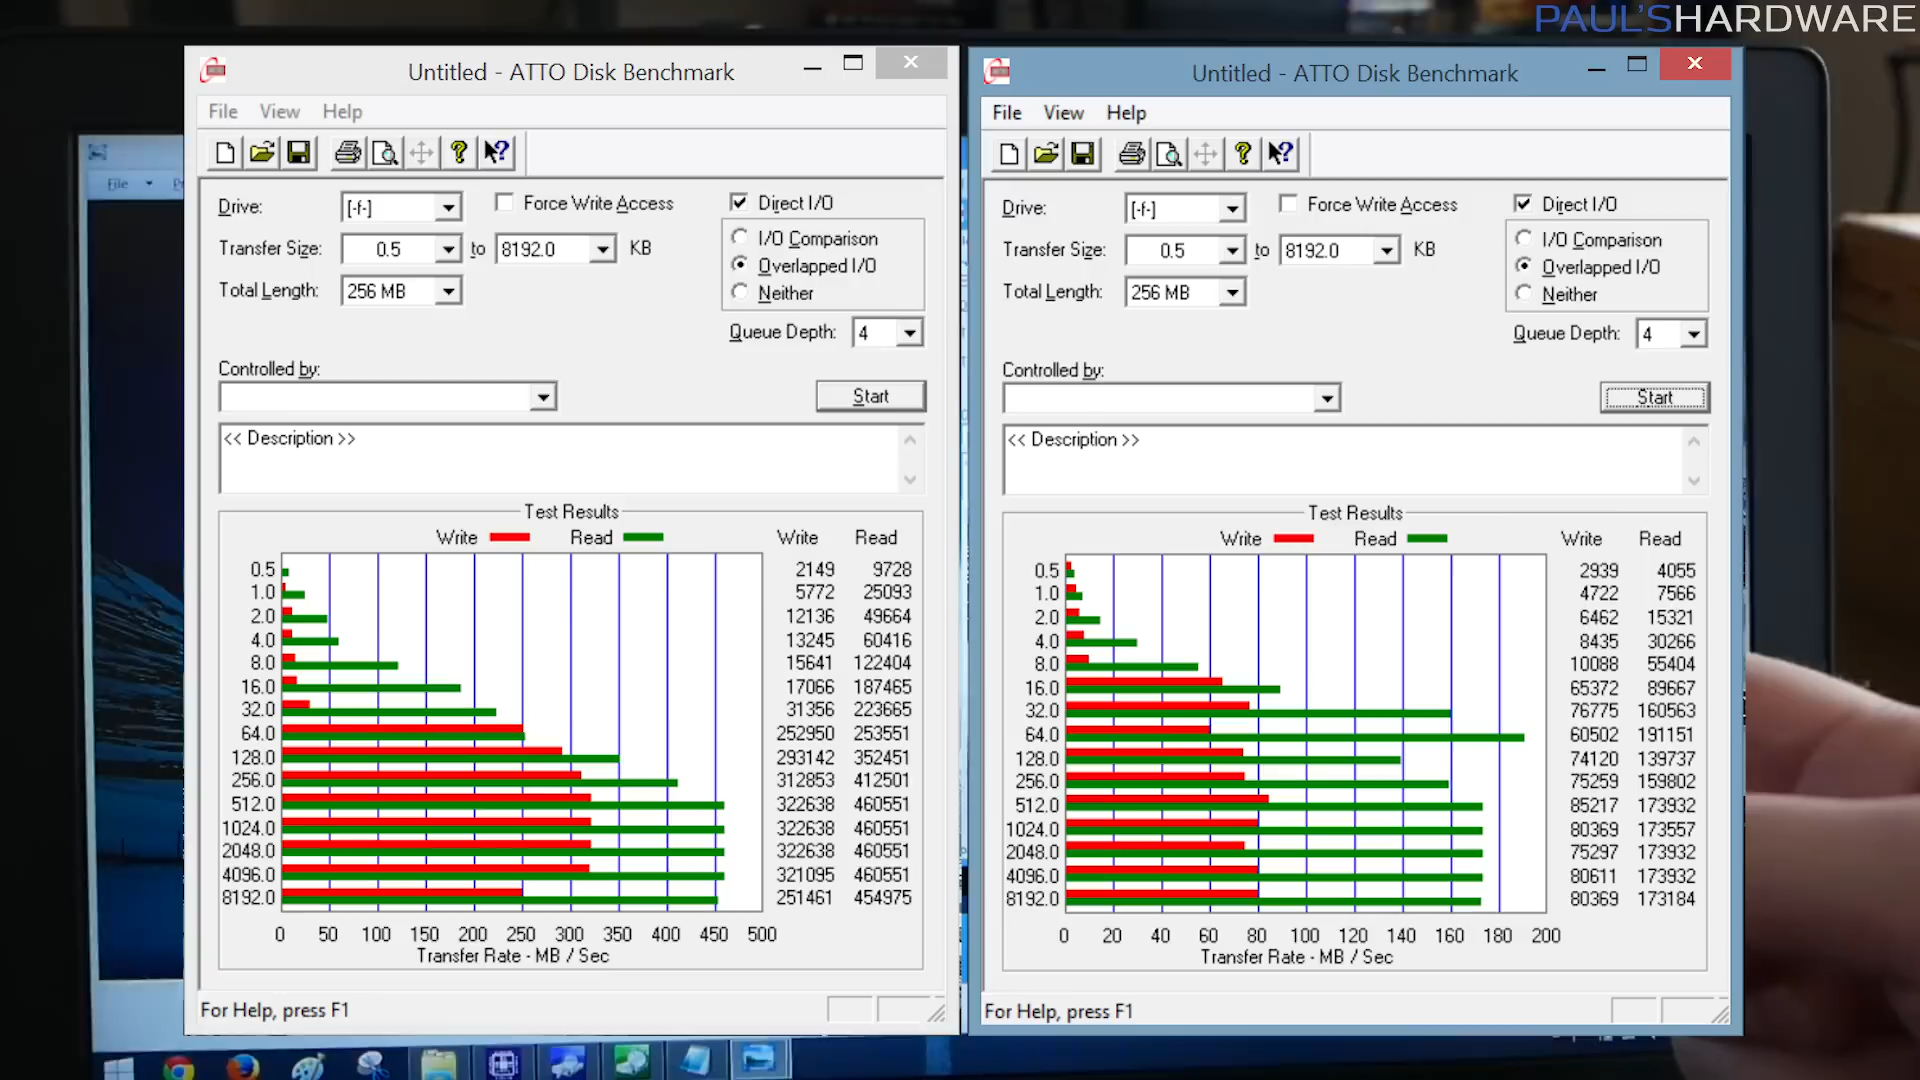 PAUL'SHARDWARE
Untitled - ATTO Disk Benchmark
File View Help
Drive: [-f-] Force Write Access Direct I/O
Transfer Size: 0.5 to 8192.0 KB
I/O Comparison
Overlapped I/O
Total Length: 256 MB
Neither
Queue Depth: 4
Controlled by:
Start
<< Description >>
Test Results
Write Read Write Read
0.5 2149 9728
1.0 5772 25093
2.0 12136 49664
4.0 13245 60416
8.0 15641 122404
16.0 17066 187465
32.0 31356 223665
64.0 252950 253551
128.0 293142 352451
256.0 312853 412501
512.0 322638 460551
1024.0 322638 460551
2048.0 322638 460551
4096.0 321095 460551
8192.0 251461 454975
0 50 100 150 200 250 300 350 400 450 500
Transfer Rate - MB / Sec
For Help, press F1
Untitled - ATTO Disk Benchmark
File View Help
Drive: [-f-] Force Write Access Direct I/O
Transfer Size: 0.5 to 8192.0 KB
I/O Comparison
Overlapped I/O
Total Length: 256 MB
Neither
Queue Depth: 4
Controlled by:
Start
<< Description >>
Test Results
Write Read Write Read
0.5 2939 4055
1.0 4722 7566
2.0 6462 15321
4.0 8435 30266
8.0 10088 55404
16.0 65372 89667
32.0 76775 160563
64.0 60502 191151
128.0 74120 139737
256.0 75259 159802
512.0 85217 173932
1024.0 80369 173557
2048.0 75297 173932
4096.0 80611 173932
8192.0 80369 173184
0 20 40 60 80 100 120 140 160 180 200
Transfer Rate - MB / Sec
For Help, press F1
File